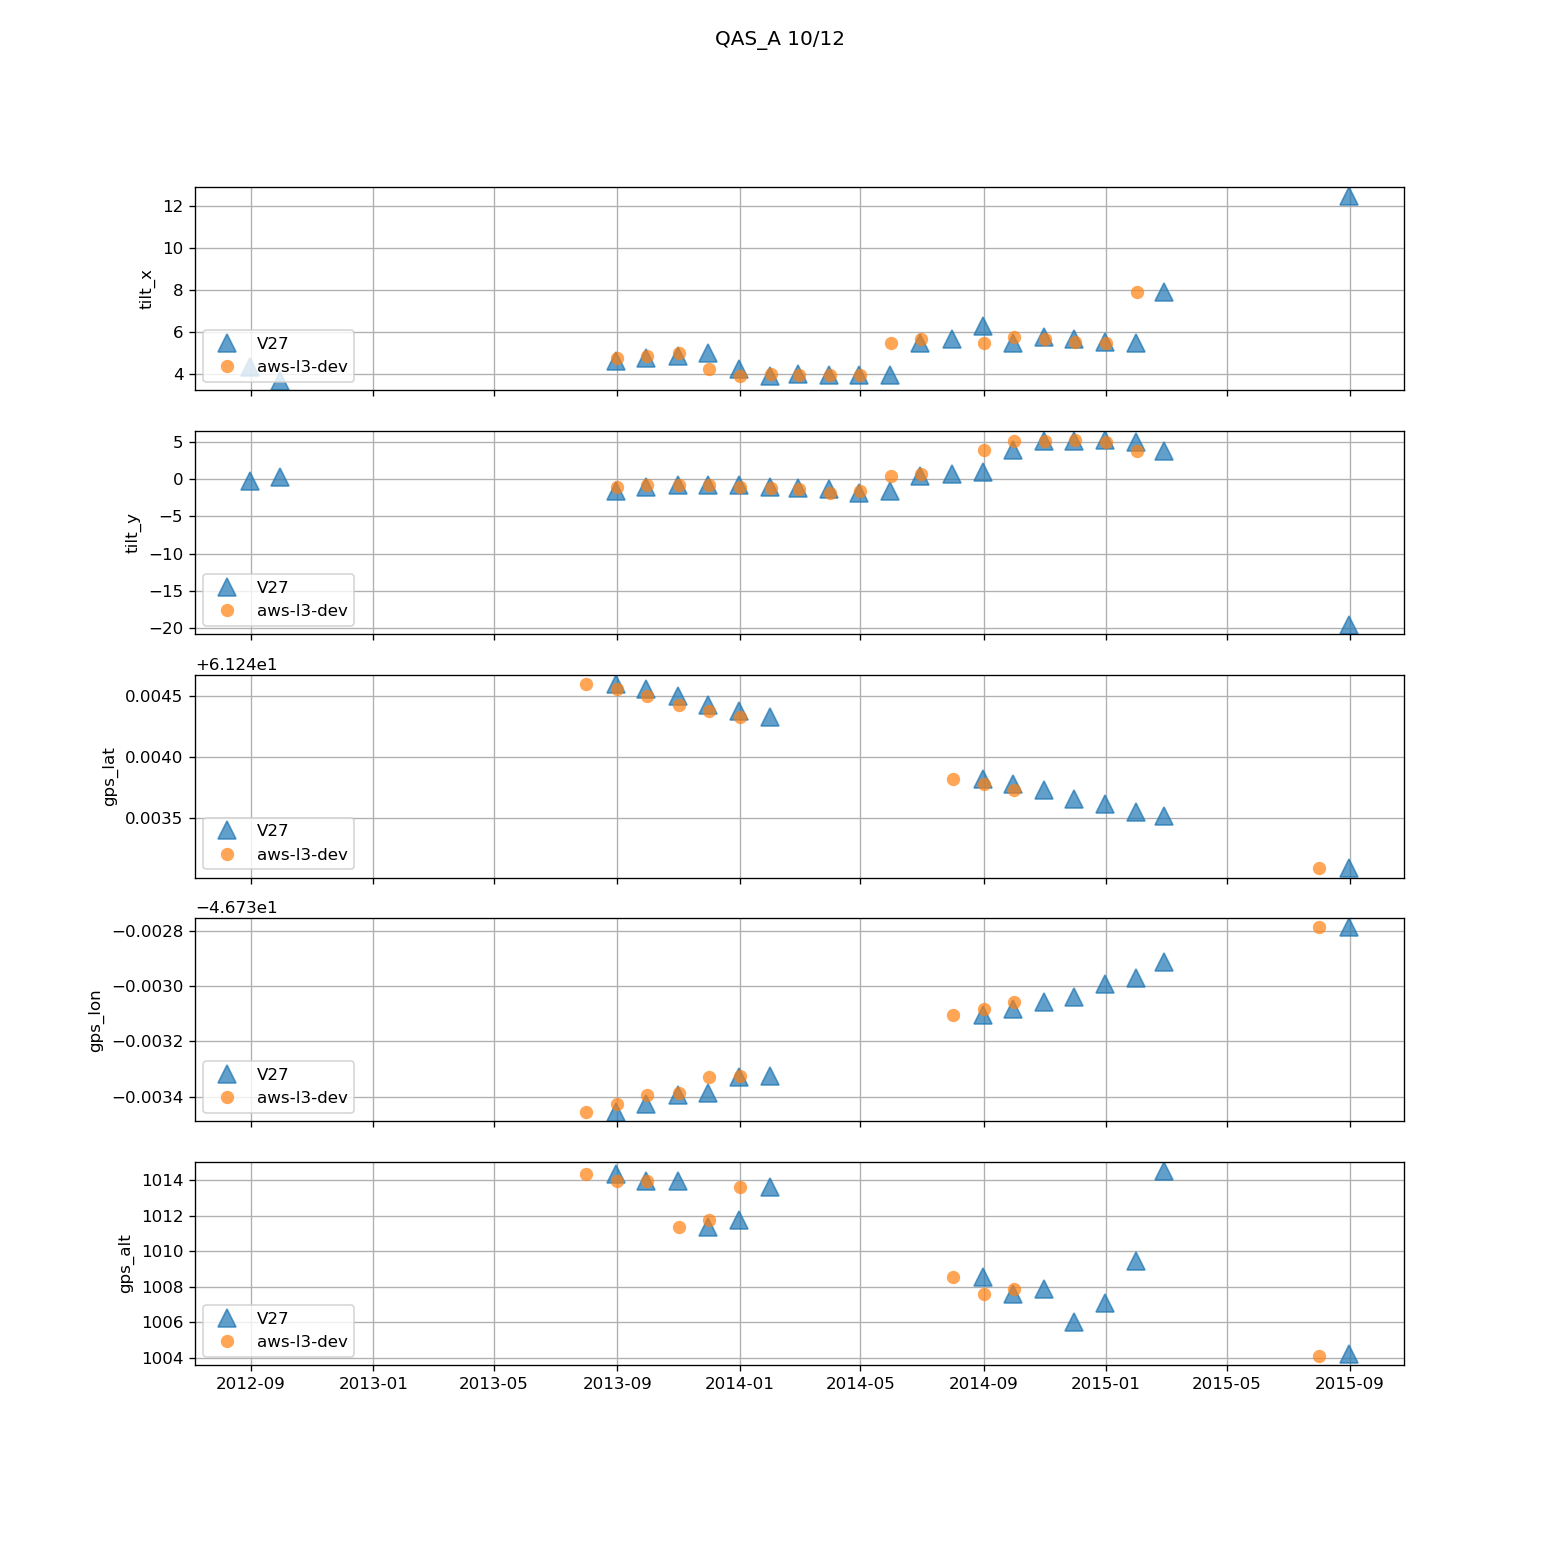 QAS_A 10/12
12
10
8
6
4
tilt_x
V27
aws-l3-dev
5
0
−5
−10
−15
−20
tilt_y
V27
aws-l3-dev
+6.124e1
0.0045
0.0040
0.0035
gps_lat
V27
aws-l3-dev
−4.673e1
−0.0028
−0.0030
−0.0032
−0.0034
gps_lon
V27
aws-l3-dev
1014
1012
1010
1008
1006
1004
gps_alt
V27
aws-l3-dev
2012-09 2013-01 2013-05 2013-09 2014-01 2014-05 2014-09 2015-01 2015-05 2015-09